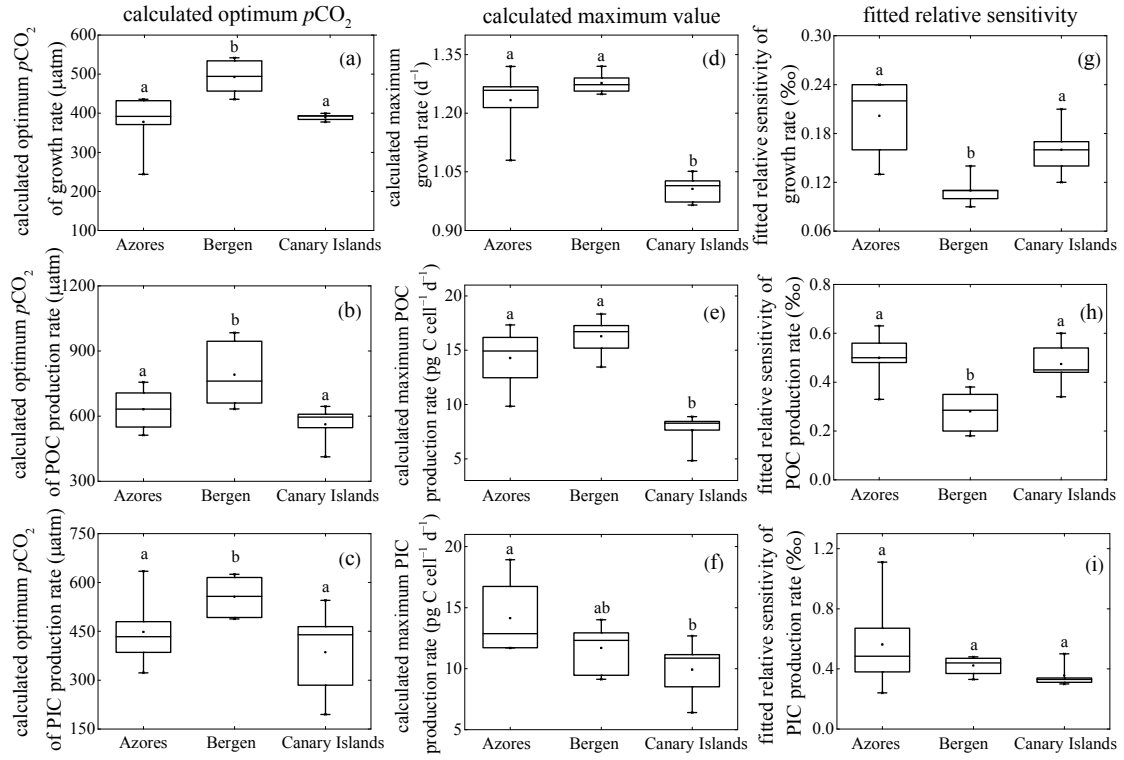 calculated optimum pCO₂
calculated maximum value
fitted relative sensitivity
calculated optimum pCO₂
of growth rate (μatm)
600
500
400
300
200
100
(a)
a
b
a
Azores
Bergen
Canary Islands
calculated maximum
growth rate (d⁻¹)
1.35
1.20
1.05
0.90
(d)
a
a
b
Azores
Bergen
Canary Islands
fitted relative sensitivity of
growth rate (‰)
0.30
0.24
0.18
0.12
0.06
(g)
a
b
a
Azores
Bergen
Canary Islands
calculated optimum pCO₂
of POC production rate (μatm)
1200
900
600
300
(b)
a
b
a
Azores
Bergen
Canary Islands
calculated maximum POC
production rate (pg C cell⁻¹ d⁻¹)
20
15
10
5
(e)
a
a
b
Azores
Bergen
Canary Islands
fitted relative sensitivity of
POC production rate (‰)
0.8
0.6
0.4
0.2
0.0
(h)
a
b
a
Azores
Bergen
Canary Islands
calculated optimum pCO₂
of PIC production rate (μatm)
750
600
450
300
150
(c)
a
b
a
Azores
Bergen
Canary Islands
calculated maximum PIC
production rate (pg C cell⁻¹ d⁻¹)
20
15
10
5
(f)
a
ab
b
Azores
Bergen
Canary Islands
fitted relative sensitivity of
PIC production rate (‰)
1.2
0.8
0.4
0.0
(i)
a
a
a
Azores
Bergen
Canary Islands